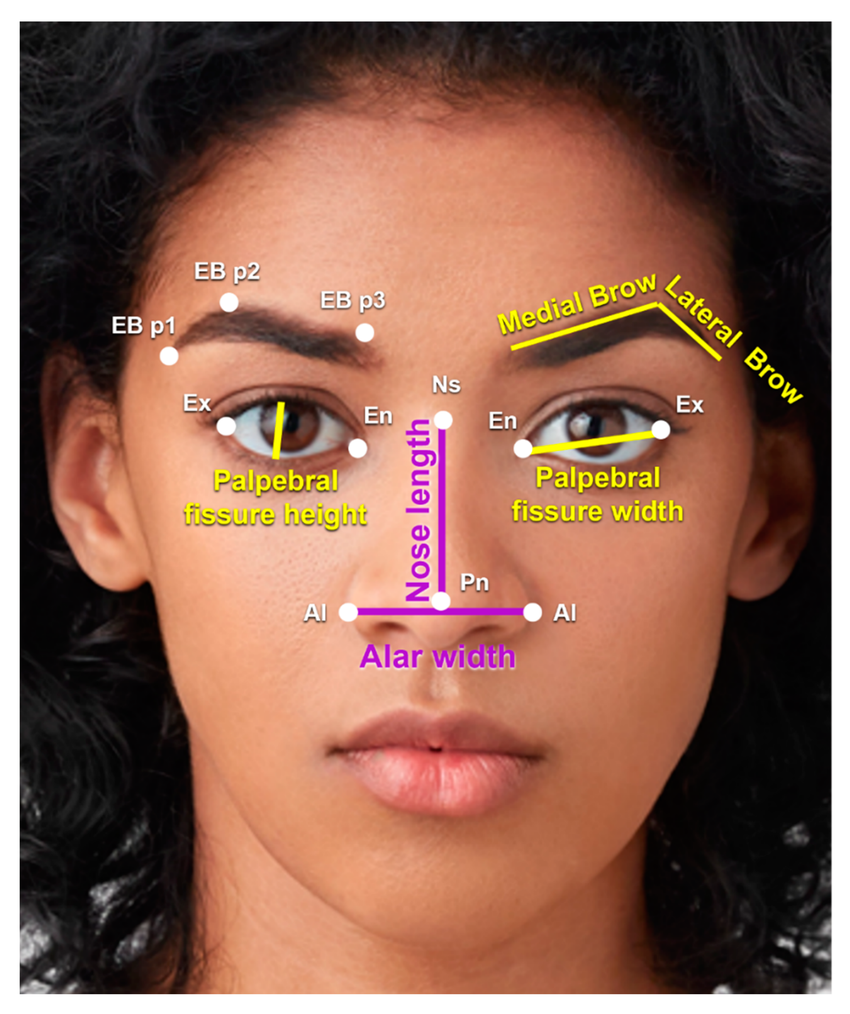 EB p2
EB p3
EB p1
Medial Brow
Lateral Brow
Ns
Ex
En
En
Ex
Palpebral
fissure height
Palpebral
fissure width
Nose length
Pn
Al
Al
Alar width